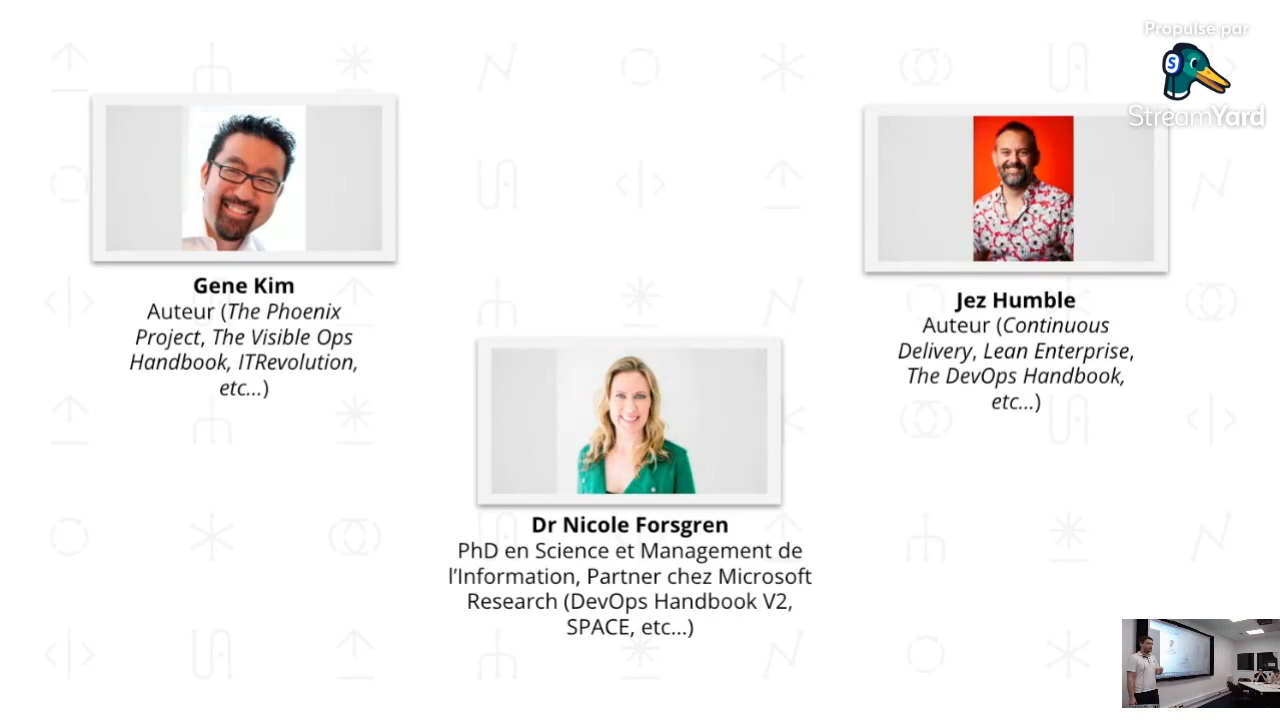 Propulsé par
S
StreamYard
Gene Kim
Auteur (The Phoenix
Project, The Visible Ops
Handbook, ITRevolution,
etc...)
Jez Humble
Auteur (Continuous
Delivery, Lean Enterprise,
The DevOps Handbook,
etc...)
Dr Nicole Forsgren
PhD en Science et Management de
l'Information, Partner chez Microsoft
Research (DevOps Handbook V2,
SPACE, etc...)